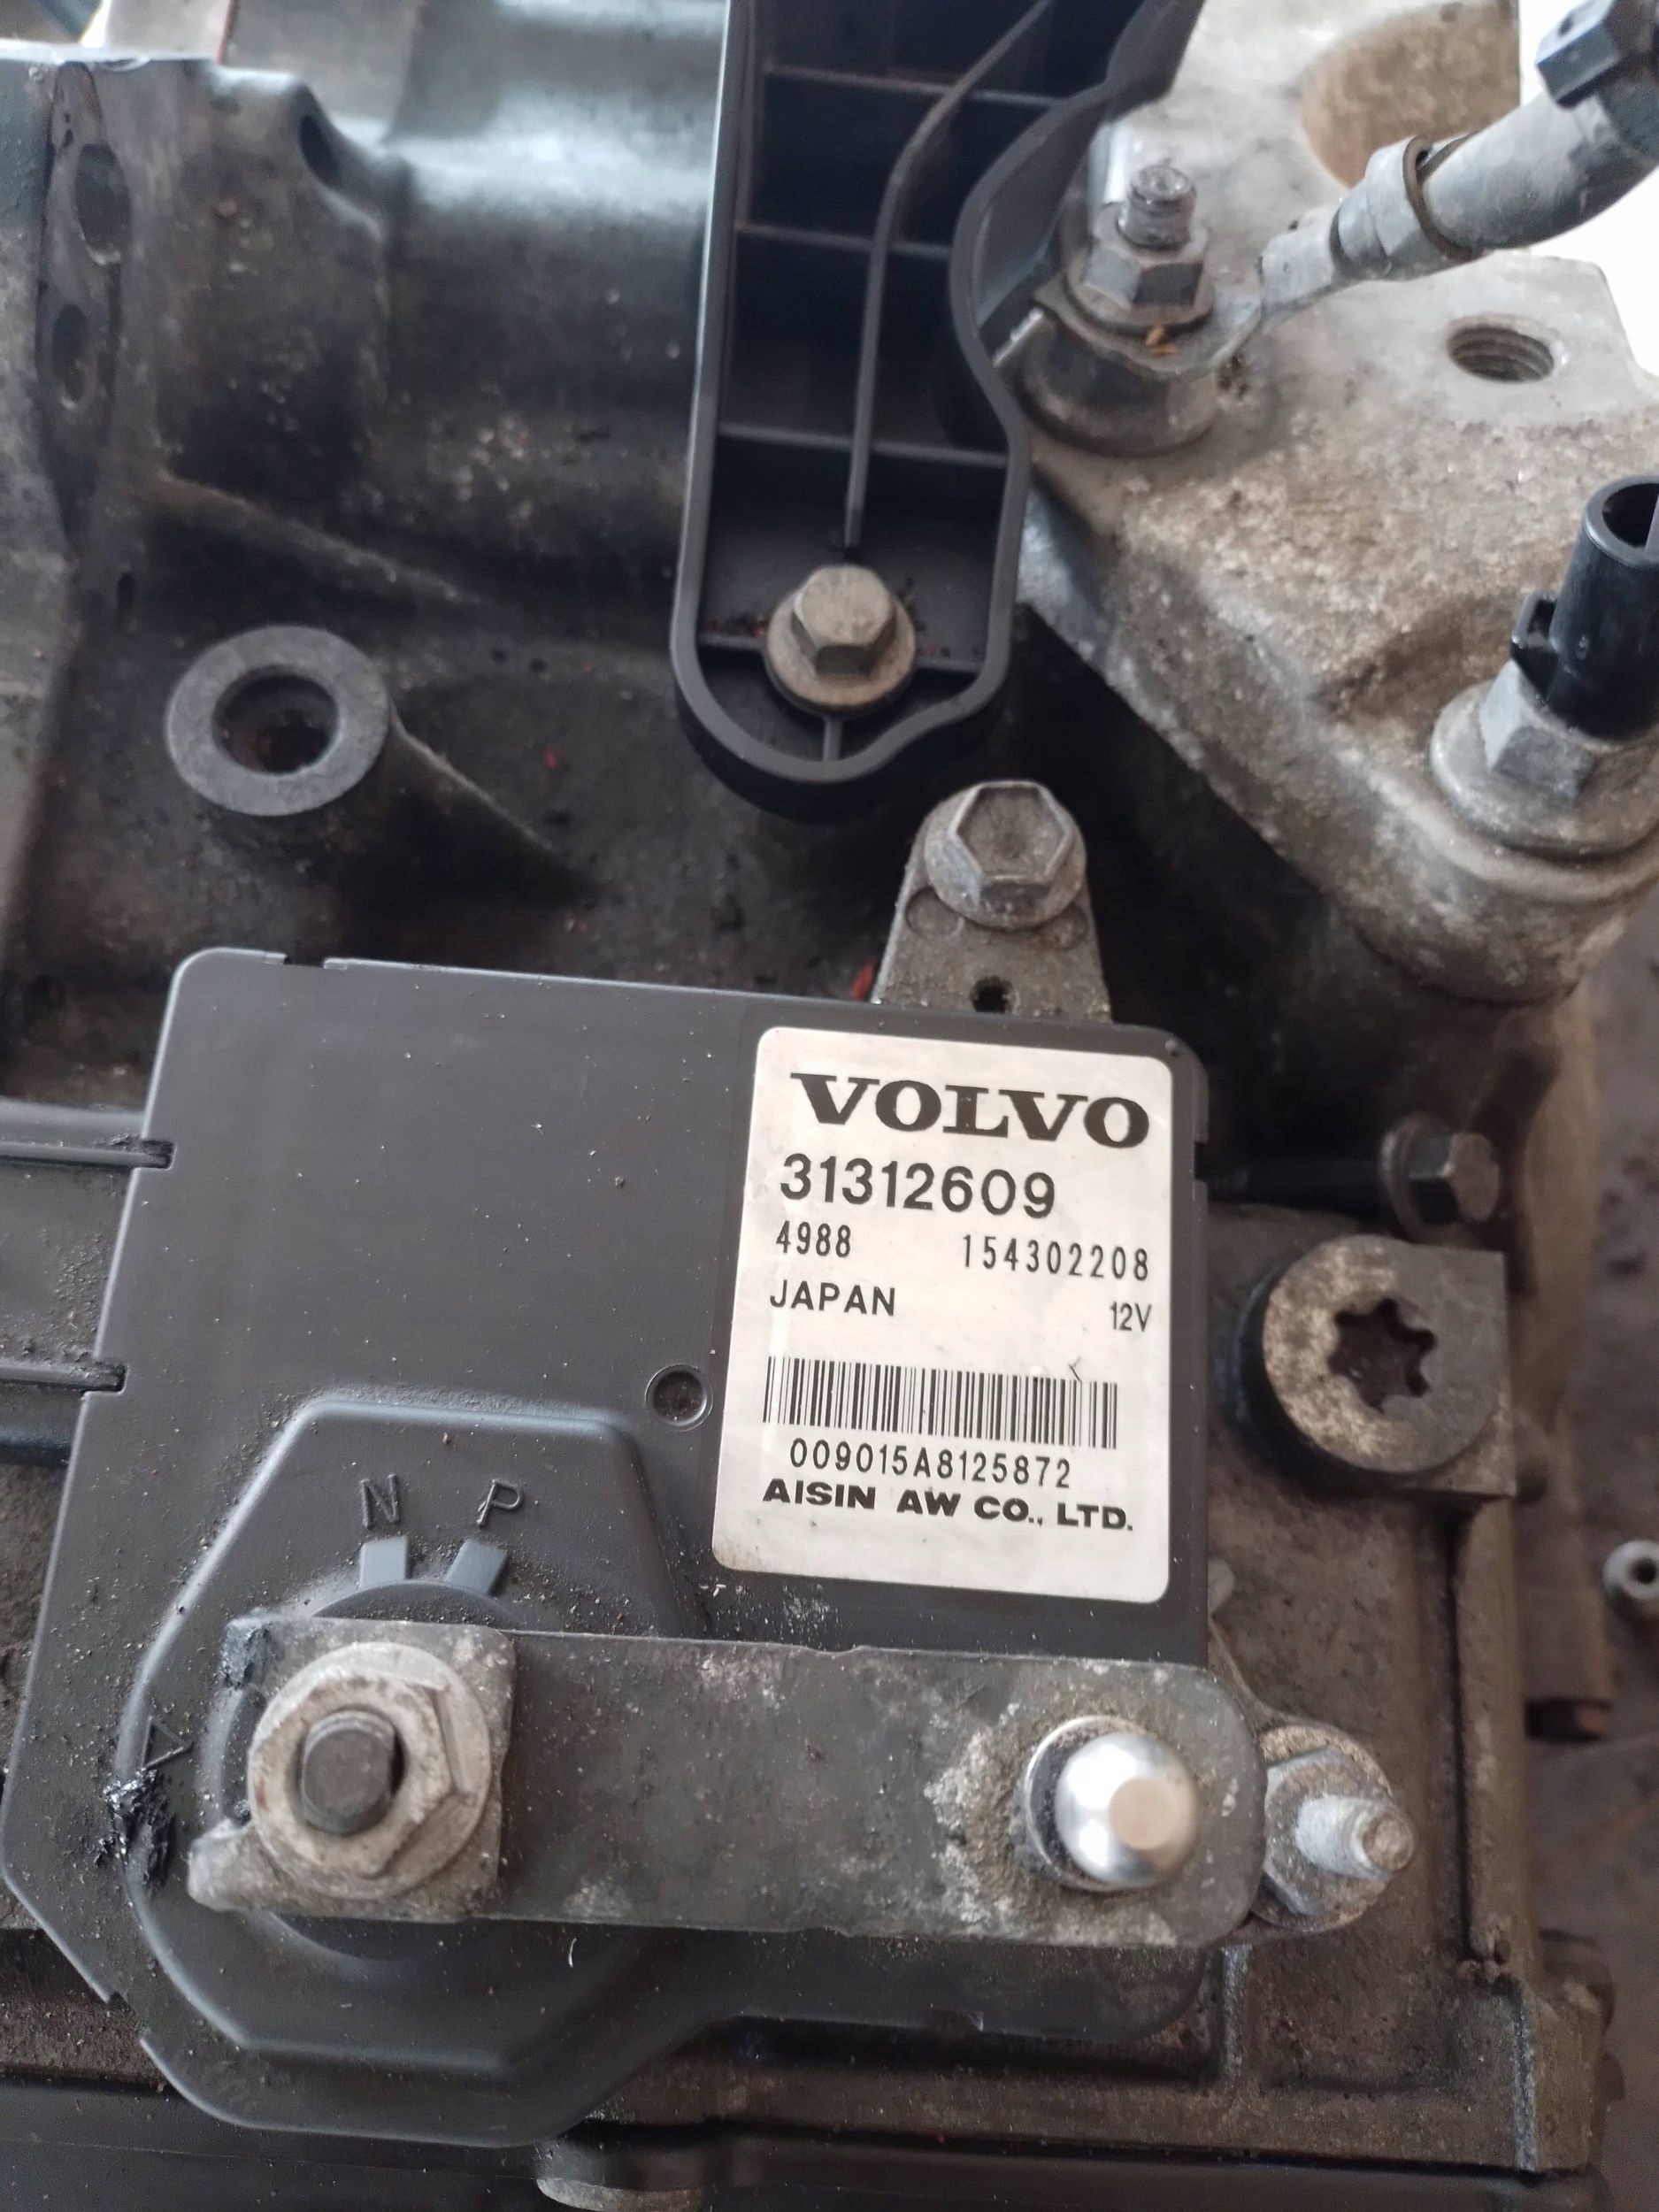 VOLVO
31312609
4988 154302208
JAPAN 12V
009015A8125872
AISIN AW CO., LTD.
N P